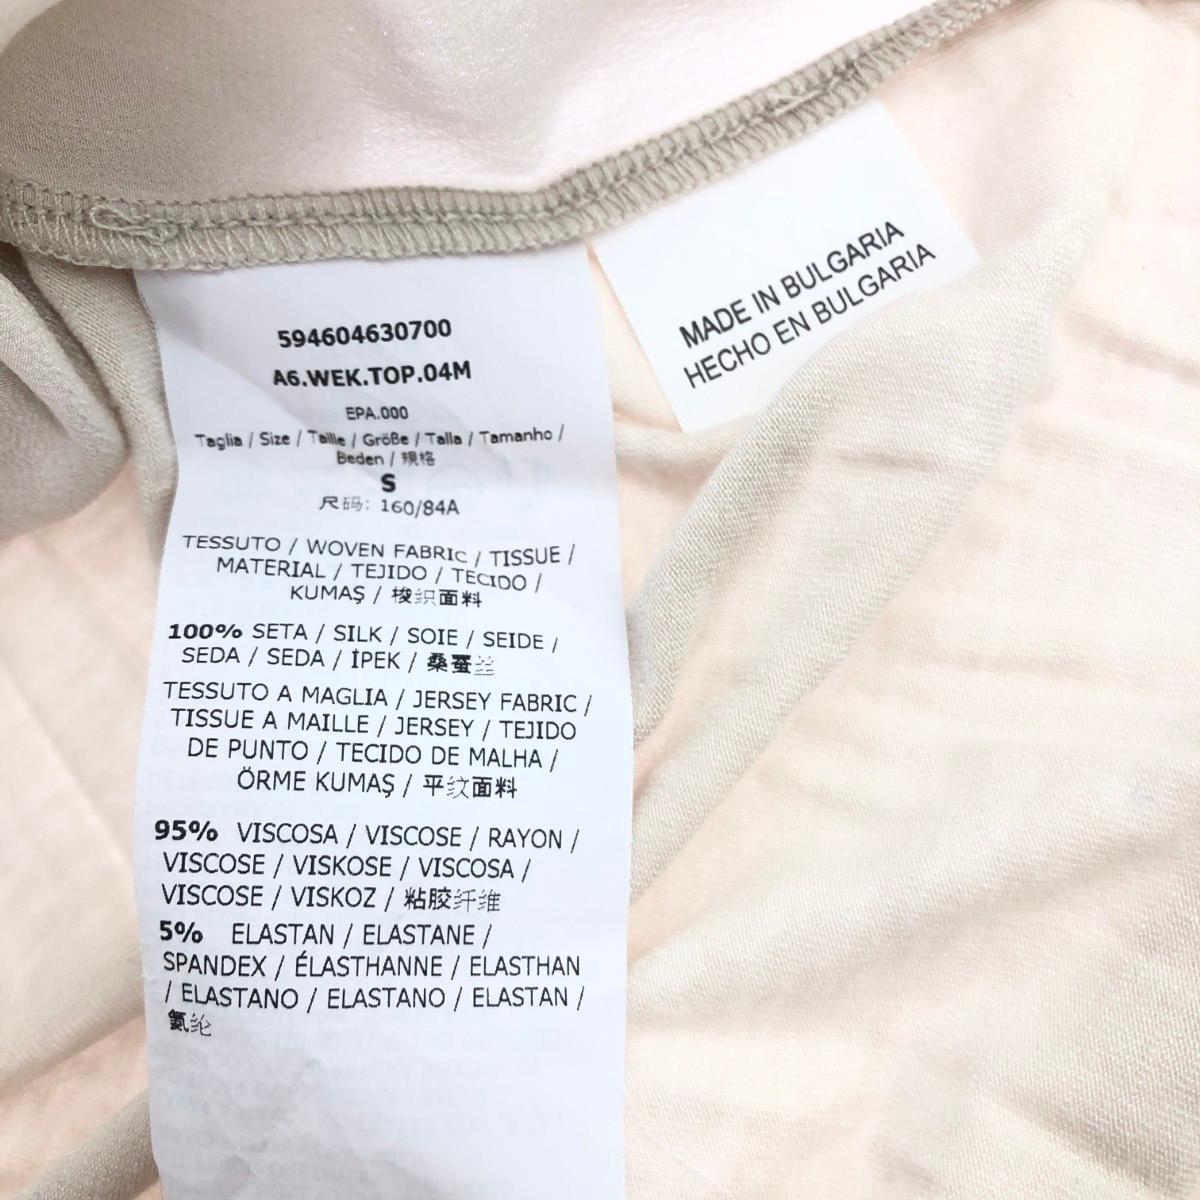 594604630700
A6.WEK.TOP.04M
EPA.000
Taglia / Size / Taille / Größe / Talla / Tamanho /
Beden / 規格
S
尺码: 160/84A
TESSUTO / WOVEN FABRIC / TISSUE /
MATERIAL / TEJIDO / TECIDO /
KUMAŞ / 梭织面料
100% SETA / SILK / SOIE / SEIDE /
SEDA / SEDA / İPEK / 桑蚕丝
TESSUTO A MAGLIA / JERSEY FABRIC /
TISSUE A MAILLE / JERSEY / TEJIDO
DE PUNTO / TECIDO DE MALHA /
ÖRME KUMAŞ / 平纹面料
95% VISCOSA / VISCOSE / RAYON /
VISCOSE / VISKOSE / VISCOSA /
VISCOSE / VISKOZ / 粘胶纤维
5% ELASTAN / ELASTANE /
SPANDEX / ÉLASTHANNE / ELASTHAN
/ ELASTANO / ELASTANO / ELASTAN /
氨纶
MADE IN BULGARIA
HECHO EN BULGARIA